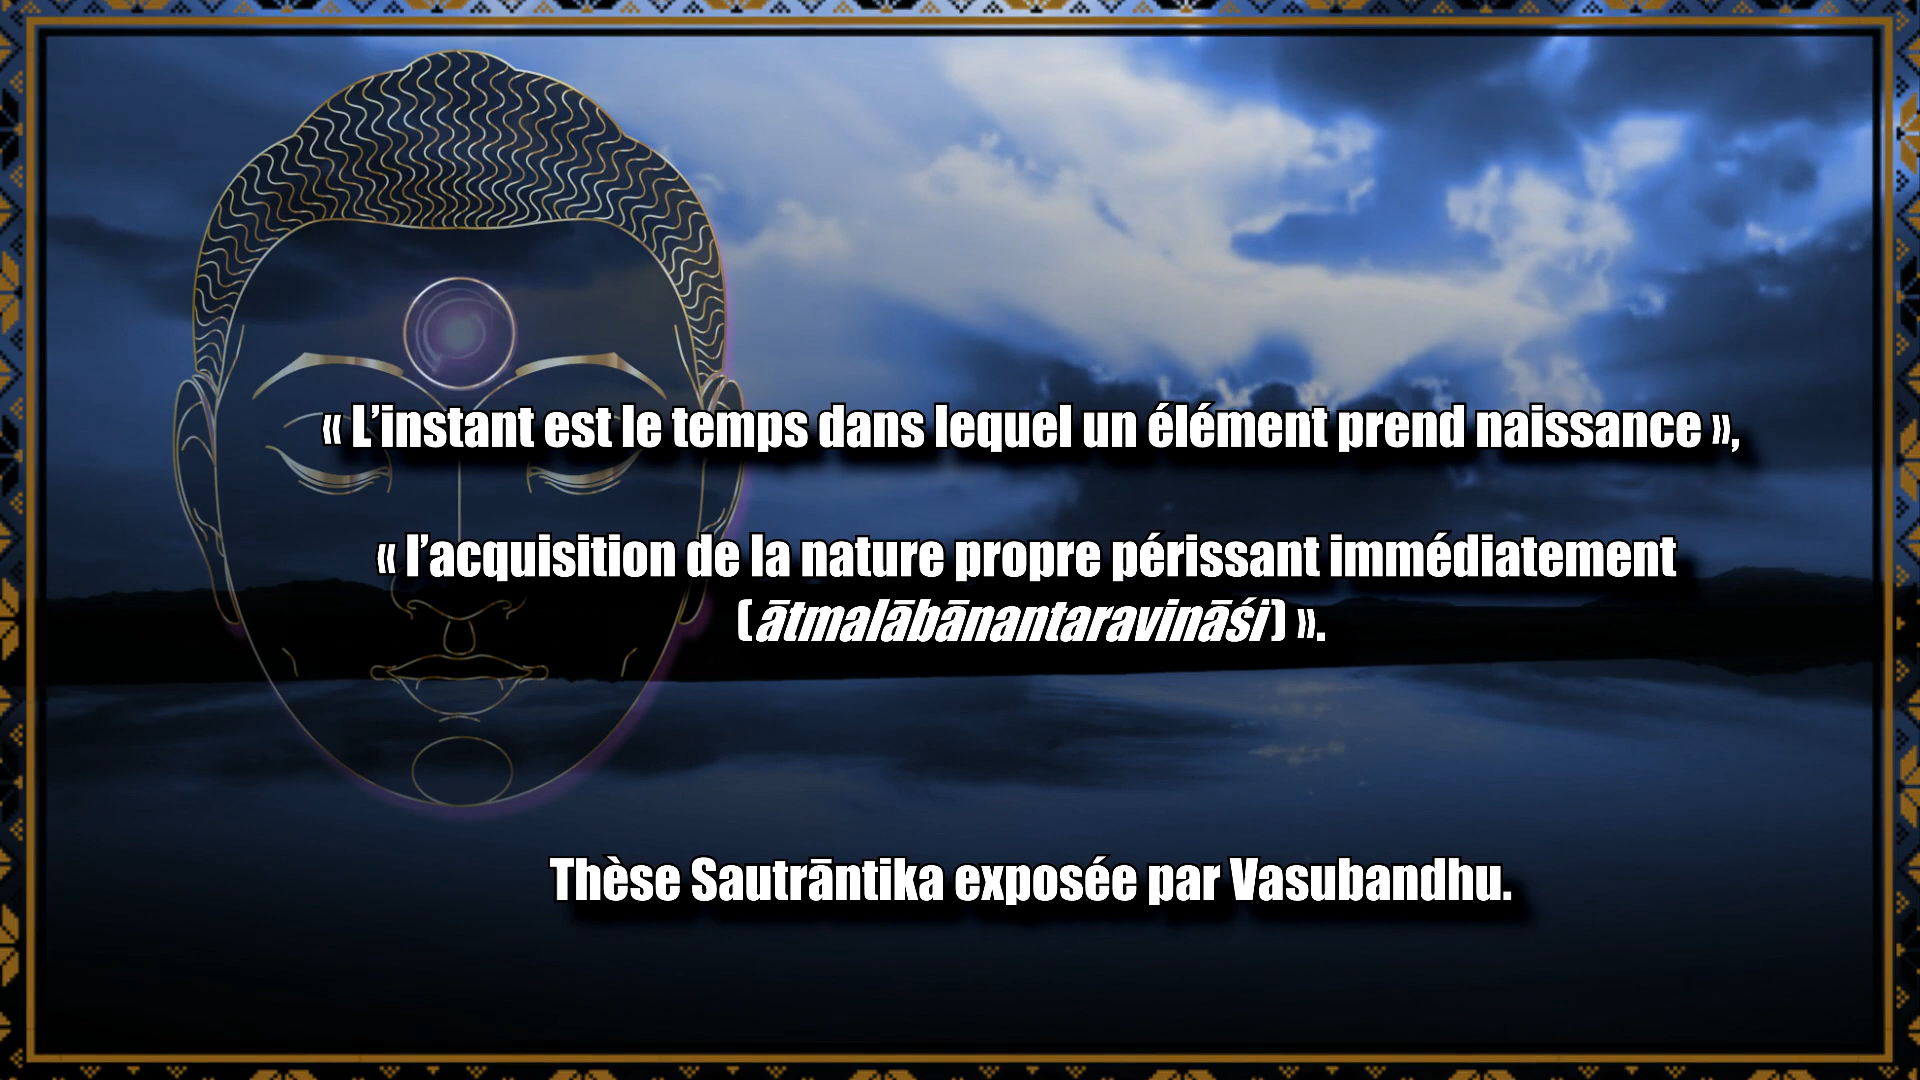 « L’instant est le temps dans lequel un élément prend naissance »,
« l’acquisition de la nature propre périssant immédiatement
(ātmalābānantaravināśi) ».
Thèse Sautrāntika exposée par Vasubandhu.